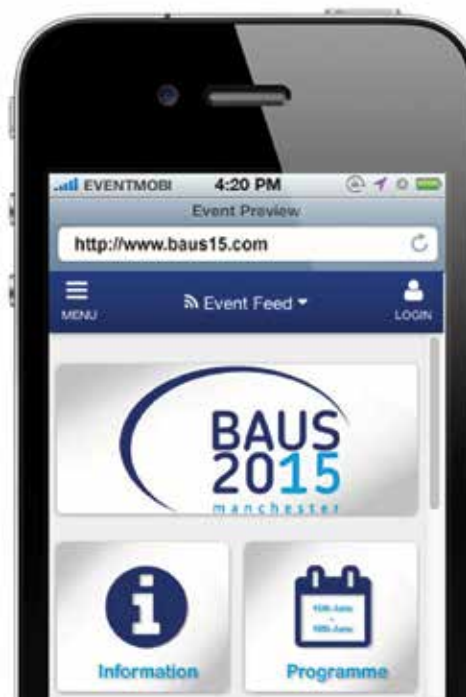 EVENTMOBI 4:20 PM
Event Preview
http://www.baus15.com
MENU Event Feed LOGIN
BAUS
2015
manchester
Information Programme